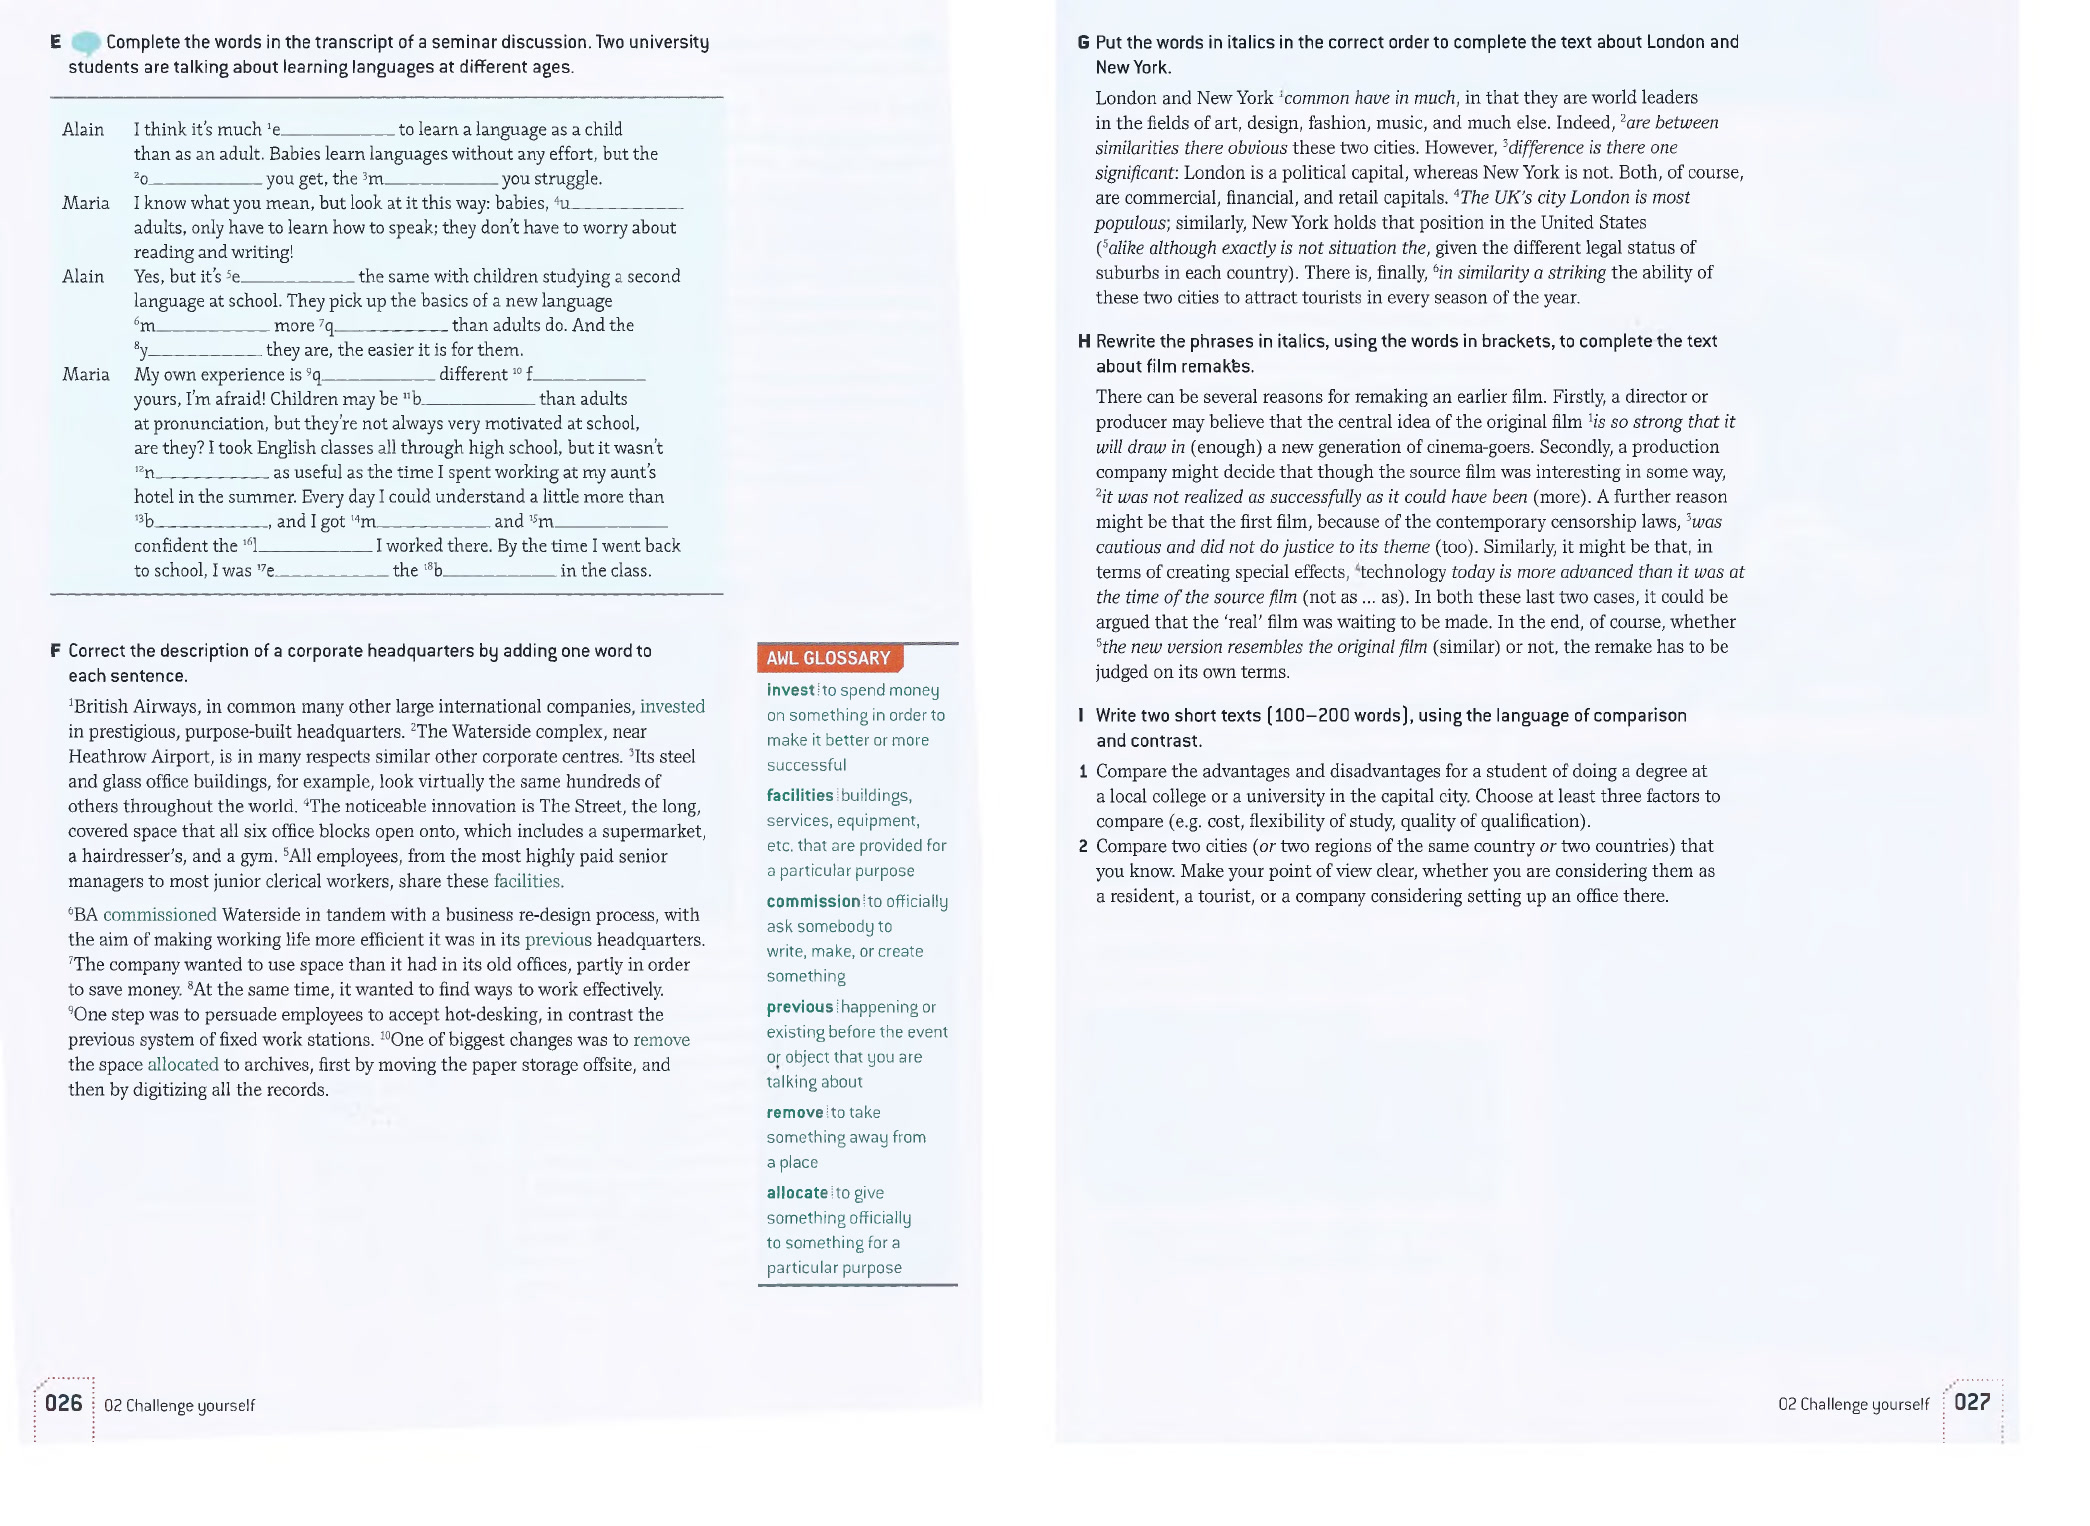 E Complete the words in the transcript of a seminar discussion. Two university
students are talking about learning languages at different ages.
Alain I think it's much ¹e____________ to learn a language as a child
than as an adult. Babies learn languages without any effort, but the
²o____________ you get, the ³m____________ you struggle.
Maria I know what you mean, but look at it this way: babies, ⁴u____________
adults, only have to learn how to speak; they don't have to worry about
reading and writing!
Alain Yes, but it's ⁵e____________ the same with children studying a second
language at school. They pick up the basics of a new language
⁶m____________ more ⁷q____________ than adults do. And the
⁸y____________ they are, the easier it is for them.
Maria My own experience is ⁹q____________ different ¹⁰ f____________
yours, I'm afraid! Children may be ¹¹b____________ than adults
at pronunciation, but they're not always very motivated at school,
are they? I took English classes all through high school, but it wasn't
¹²n____________ as useful as the time I spent working at my aunt's
hotel in the summer. Every day I could understand a little more than
¹³b____________, and I got ¹⁴m____________ and ¹⁵m____________
confident the ¹⁶l____________ I worked there. By the time I went back
to school, I was ¹⁷e____________ the ¹⁸b____________ in the class.
F Correct the description of a corporate headquarters by adding one word to
each sentence.
¹British Airways, in common many other large international companies, invested
in prestigious, purpose-built headquarters. ²The Waterside complex, near
Heathrow Airport, is in many respects similar other corporate centres. ³Its steel
and glass office buildings, for example, look virtually the same hundreds of
others throughout the world. ⁴The noticeable innovation is The Street, the long,
covered space that all six office blocks open onto, which includes a supermarket,
a hairdresser's, and a gym. ⁵All employees, from the most highly paid senior
managers to most junior clerical workers, share these facilities.
⁶BA commissioned Waterside in tandem with a business re-design process, with
the aim of making working life more efficient it was in its previous headquarters.
⁷The company wanted to use space than it had in its old offices, partly in order
to save money. ⁸At the same time, it wanted to find ways to work effectively.
⁹One step was to persuade employees to accept hot-desking, in contrast the
previous system of fixed work stations. ¹⁰One of biggest changes was to remove
the space allocated to archives, first by moving the paper storage offsite, and
then by digitizing all the records.
AWL GLOSSARY
invest to spend money
on something in order to
make it better or more
successful
facilities buildings,
services, equipment,
etc. that are provided for
a particular purpose
commission to officially
ask somebody to
write, make, or create
something
previous happening or
existing before the event
or object that you are
talking about
remove to take
something away from
a place
allocate to give
something officially
to something for a
particular purpose
026 02 Challenge yourself
G Put the words in italics in the correct order to complete the text about London and
New York.
London and New York ¹common have in much, in that they are world leaders
in the fields of art, design, fashion, music, and much else. Indeed, ²are between
similarities there obvious these two cities. However, ³difference is there one
significant: London is a political capital, whereas New York is not. Both, of course,
are commercial, financial, and retail capitals. ⁴The UK's city London is most
populous; similarly, New York holds that position in the United States
(⁵alike although exactly is not situation the, given the different legal status of
suburbs in each country). There is, finally, ⁶in similarity a striking the ability of
these two cities to attract tourists in every season of the year.
H Rewrite the phrases in italics, using the words in brackets, to complete the text
about film remakes.
There can be several reasons for remaking an earlier film. Firstly, a director or
producer may believe that the central idea of the original film ¹is so strong that it
will draw in (enough) a new generation of cinema-goers. Secondly, a production
company might decide that though the source film was interesting in some way,
²it was not realized as successfully as it could have been (more). A further reason
might be that the first film, because of the contemporary censorship laws, ³was
cautious and did not do justice to its theme (too). Similarly, it might be that, in
terms of creating special effects, ⁴technology today is more advanced than it was at
the time of the source film (not as ... as). In both these last two cases, it could be
argued that the 'real' film was waiting to be made. In the end, of course, whether
⁵the new version resembles the original film (similar) or not, the remake has to be
judged on its own terms.
I Write two short texts (100–200 words), using the language of comparison
and contrast.
1 Compare the advantages and disadvantages for a student of doing a degree at
a local college or a university in the capital city. Choose at least three factors to
compare (e.g. cost, flexibility of study, quality of qualification).
2 Compare two cities (or two regions of the same country or two countries) that
you know. Make your point of view clear, whether you are considering them as
a resident, a tourist, or a company considering setting up an office there.
02 Challenge yourself 027